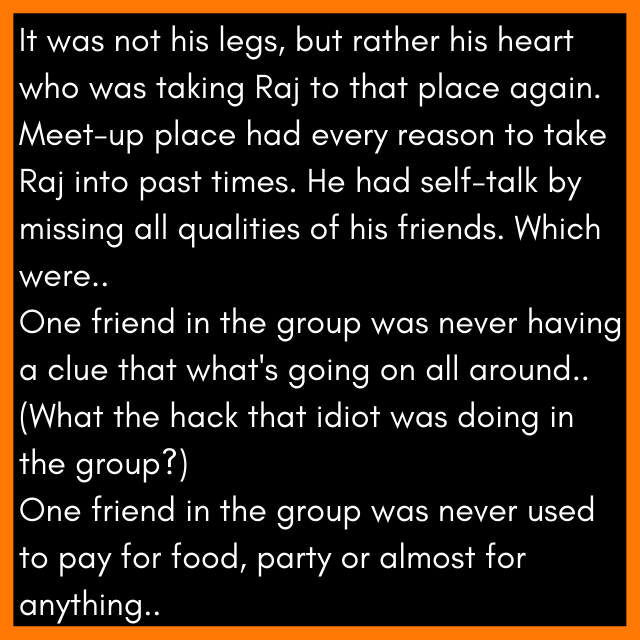 It was not his legs, but rather his heart
who was taking Raj to that place again.
Meet-up place had every reason to take
Raj into past times. He had self-talk by
missing all qualities of his friends. Which
were..
One friend in the group was never having
a clue that what's going on all around..
(What the hack that idiot was doing in
the group?)
One friend in the group was never used
to pay for food, party or almost for
anything..